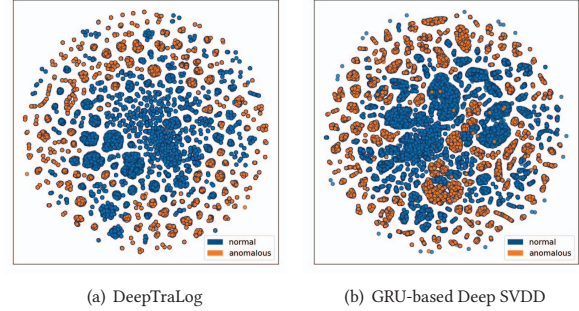 normal
anomalous
normal
anomalous
(a) DeepTraLog
(b) GRU-based Deep SVDD